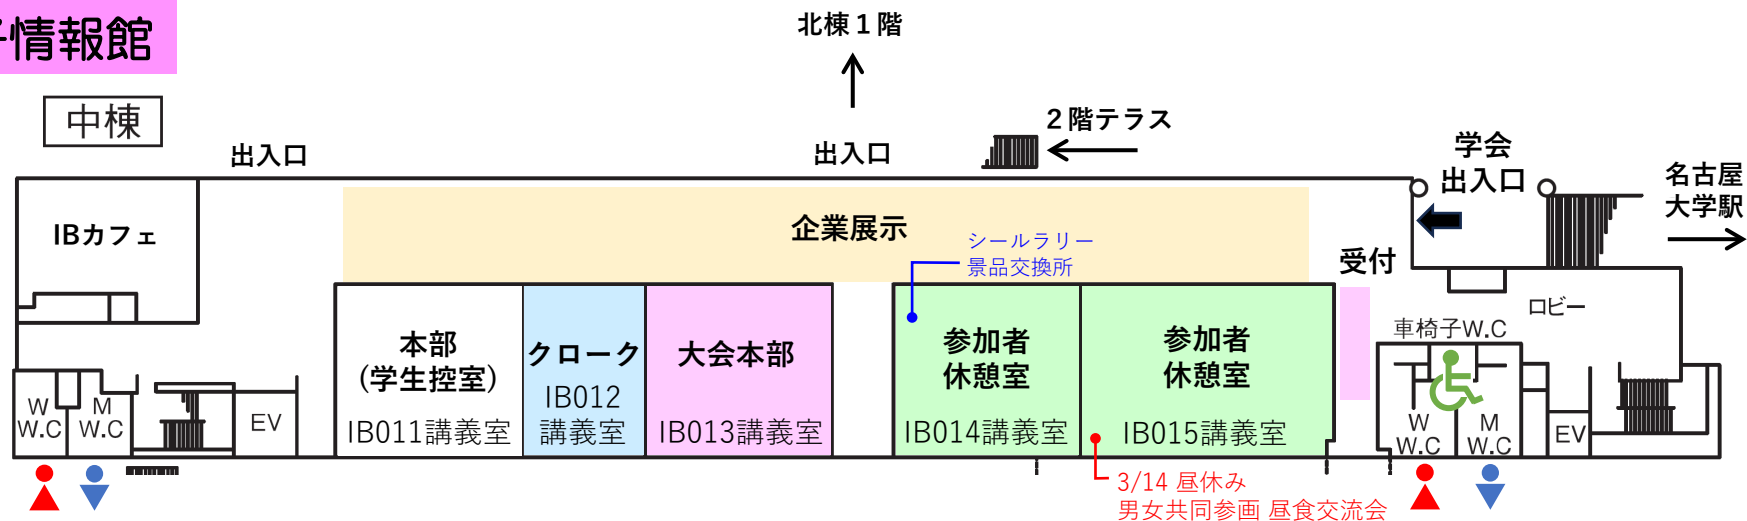 情報館
中棟
北棟１階
出入口
出入口
２階テラス
学会
出入口
名古屋
大学駅
IBカフェ
企業展示
シールラリー
景品交換所
受付
ロビー
車椅子W.C
本部
(学生控室)
IB011講義室
クローク
IB012
講義室
大会本部
IB013講義室
参加者
休憩室
IB014講義室
参加者
休憩室
IB015講義室
W
W.C
M
W.C
EV
W
W.C
M
W.C
EV
3/14 昼休み
男女共同参画 昼食交流会